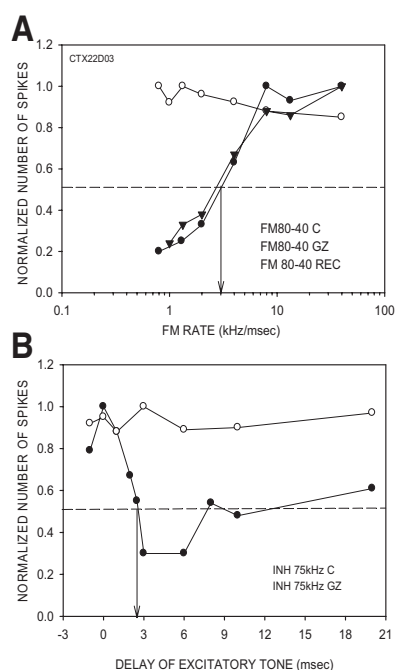 A
1.2
CTX22D03
1.0
0.8
0.6
0.4
0.2
0.0
NORMALIZED NUMBER OF SPIKES
FM80-40 C
FM80-40 GZ
FM 80-40 REC
0.1
1
10
100
FM RATE (kHz/msec)
B
1.2
1.0
0.8
0.6
0.4
0.2
0.0
NORMALIZED NUMBER OF SPIKES
INH 75kHz C
INH 75kHz GZ
-3
0
3
6
9
12
15
18
21
DELAY OF EXCITATORY TONE (msec)